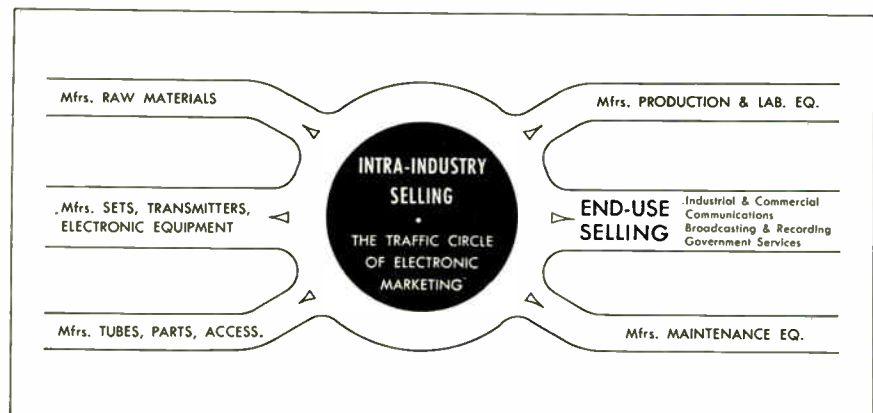 Mfrs. RAW MATERIALS
Mfrs. PRODUCTION & LAB. EQ.
INTRA-INDUSTRY
SELLING
•
THE TRAFFIC CIRCLE
OF ELECTRONIC
MARKETING
Mfrs. SETS, TRANSMITTERS,
ELECTRONIC EQUIPMENT
END-USE
SELLING
Industrial & Commercial
Communications
Broadcasting & Recording
Government Services
Mfrs. TUBES, PARTS, ACCESS.
Mfrs. MAINTENANCE EQ.